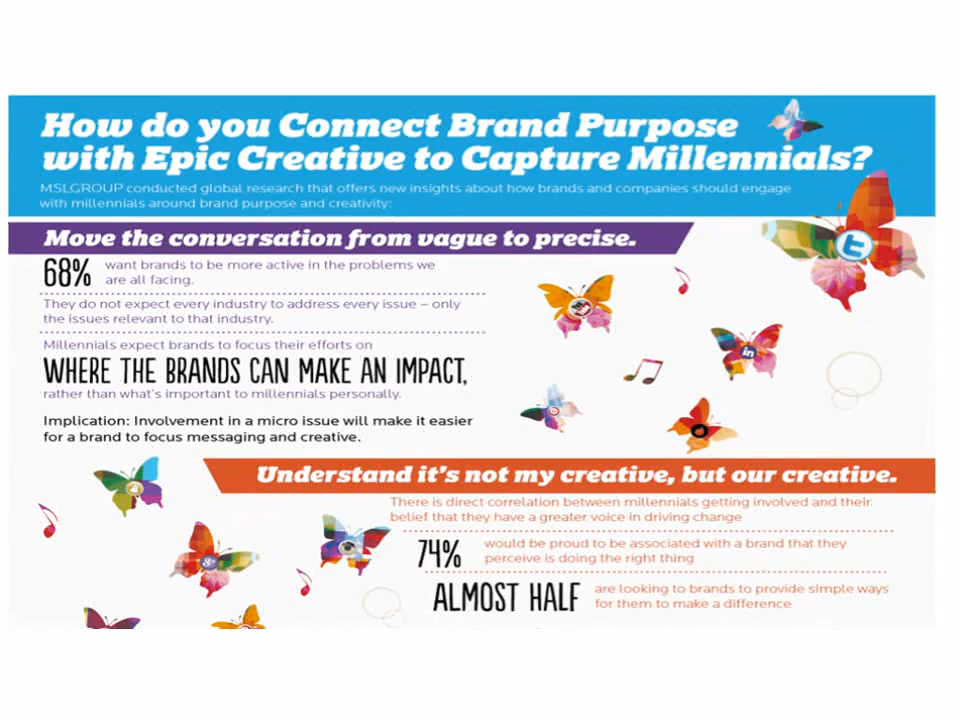 How do you Connect Brand Purpose
with Epic Creative to Capture Millennials?
MSLGROUP conducted global research that offers new insights about how brands and companies should engage
with millennials around brand purpose and creativity:
Move the conversation from vague to precise.
68% want brands to be more active in the problems we
are all facing.
They do not expect every industry to address every issue – only
the issues relevant to that industry.
Millennials expect brands to focus their efforts on
WHERE THE BRANDS CAN MAKE AN IMPACT,
rather than what's important to millennials personally.
Implication: Involvement in a micro issue will make it easier
for a brand to focus messaging and creative.
Understand it's not my creative, but our creative.
There is direct correlation between millennials getting involved and their
belief that they have a greater voice in driving change
74% would be proud to be associated with a brand that they
perceive is doing the right thing
ALMOST HALF are looking to brands to provide simple ways
for them to make a difference